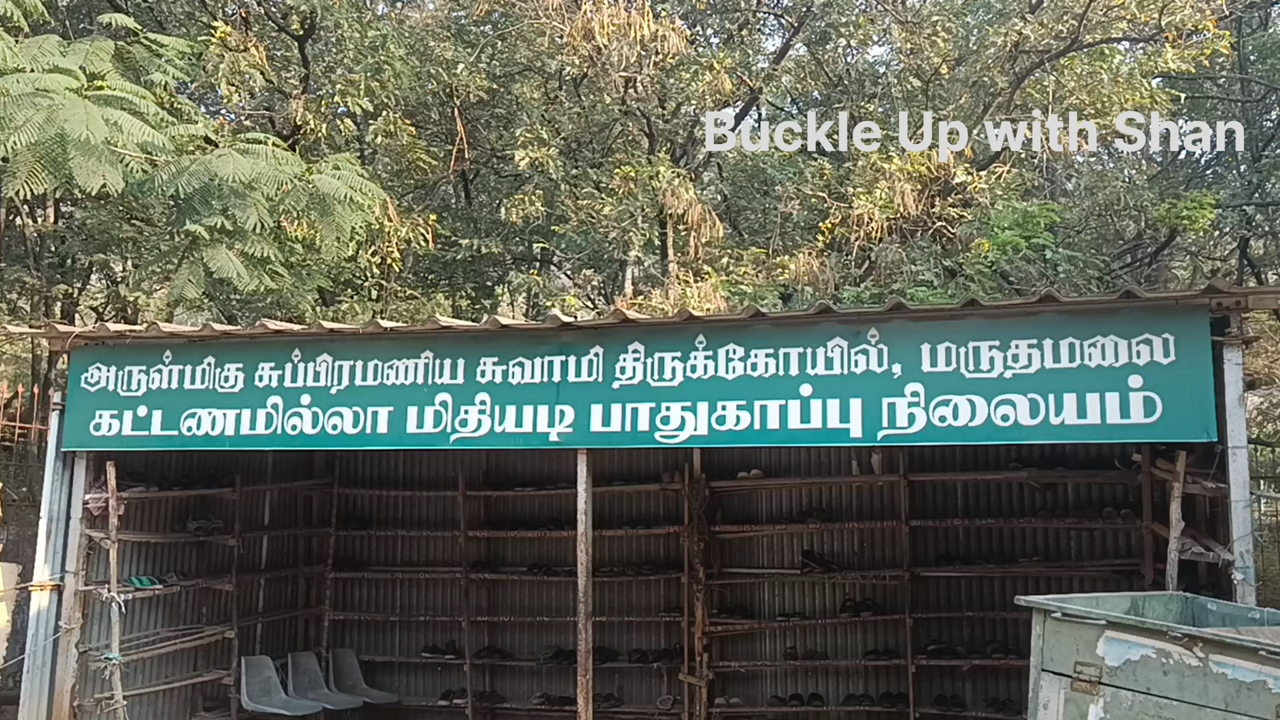 Buckle Up with Shan
அருள்மிகு சுப்பிரமணிய சுவாமி திருக்கோயில், மருதமலை
கட்டணமில்லா மிதியடி பாதுகாப்பு நிலையம்